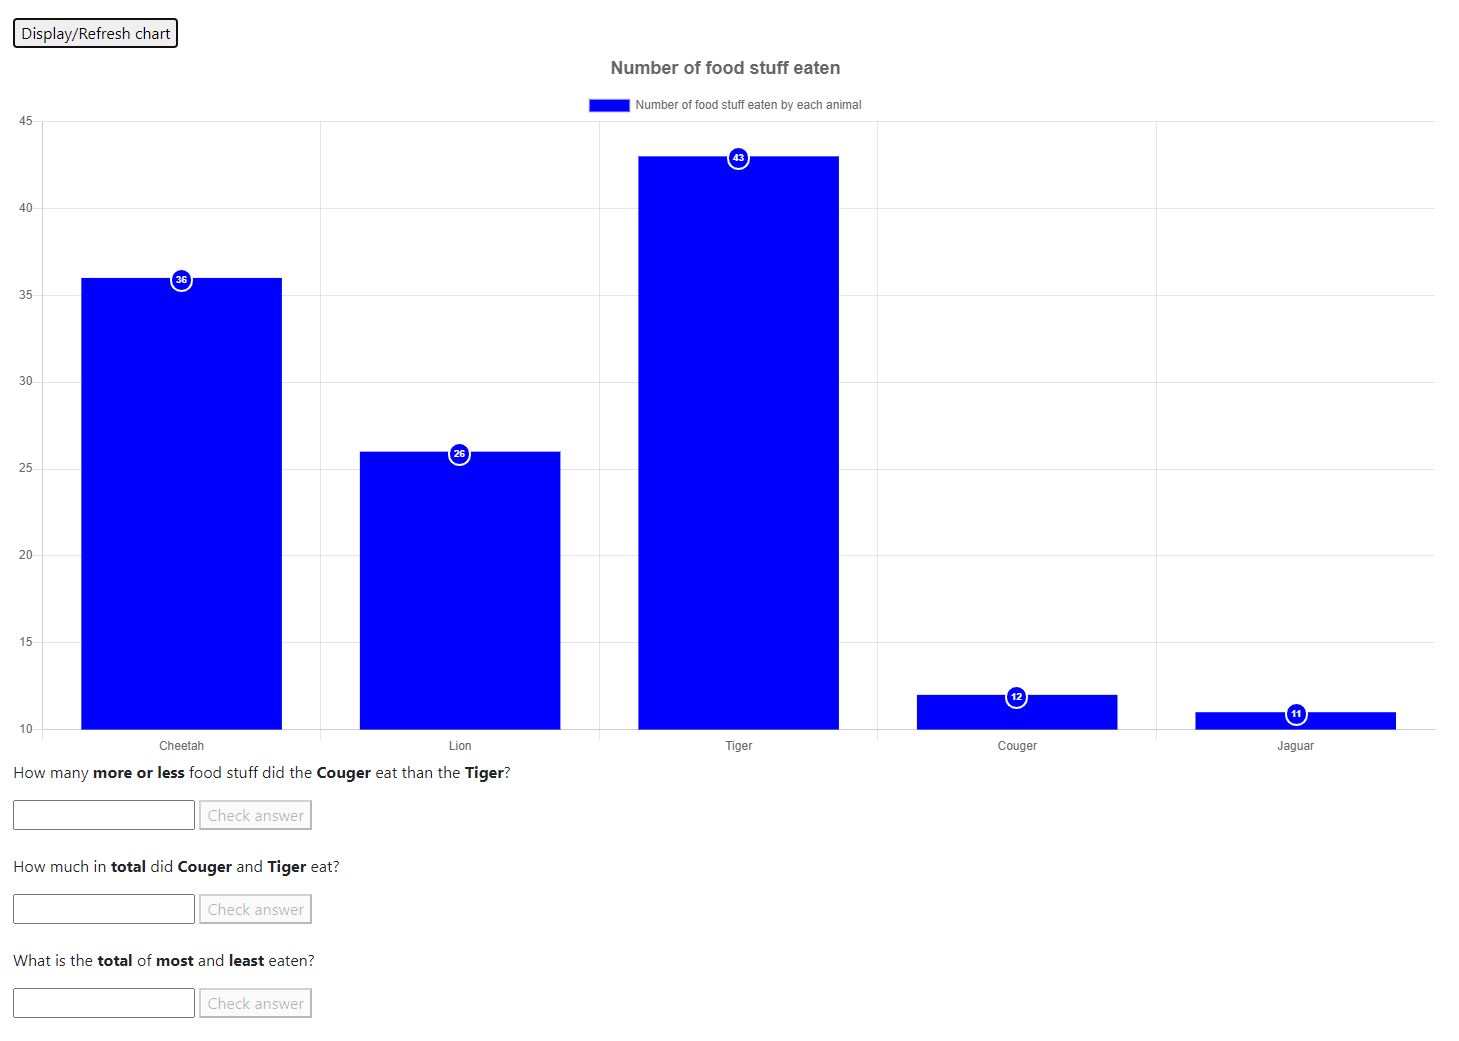 Display/Refresh chart
Number of food stuff eaten
Number of food stuff eaten by each animal
45
40
35
30
25
20
15
10
36
26
43
12
11
Cheetah Lion Tiger Couger Jaguar
How many more or less food stuff did the Couger eat than the Tiger?
Check answer
How much in total did Couger and Tiger eat?
Check answer
What is the total of most and least eaten?
Check answer